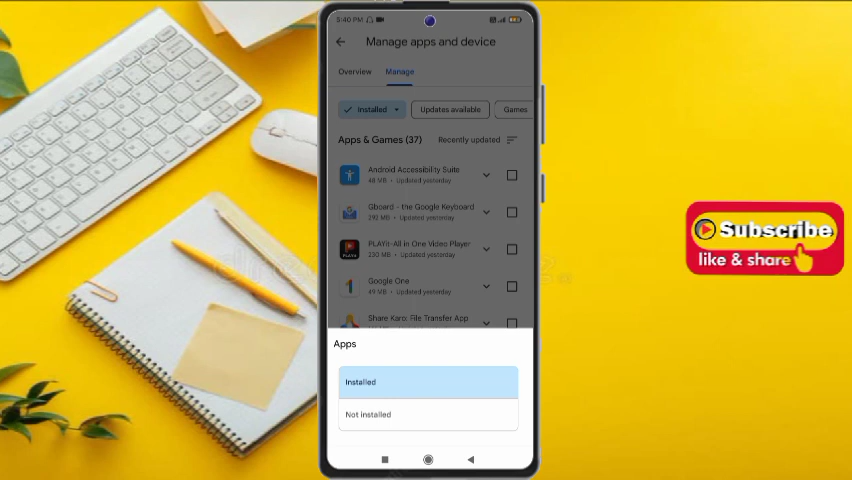 5:40 PM
Manage apps and device
Overview
Manage
Installed
Updates available
Games
Apps & Games (37)
Recently updated
Android Accessibility Suite
48 MB • Updated yesterday
Gboard - the Google Keyboard
292 MB • Updated yesterday
PLAYit-All in One Video Player
230 MB • Updated yesterday
Google One
49 MB • Updated yesterday
Share Karo: File Transfer App
Apps
Installed
Not installed
Subscribe
like & share